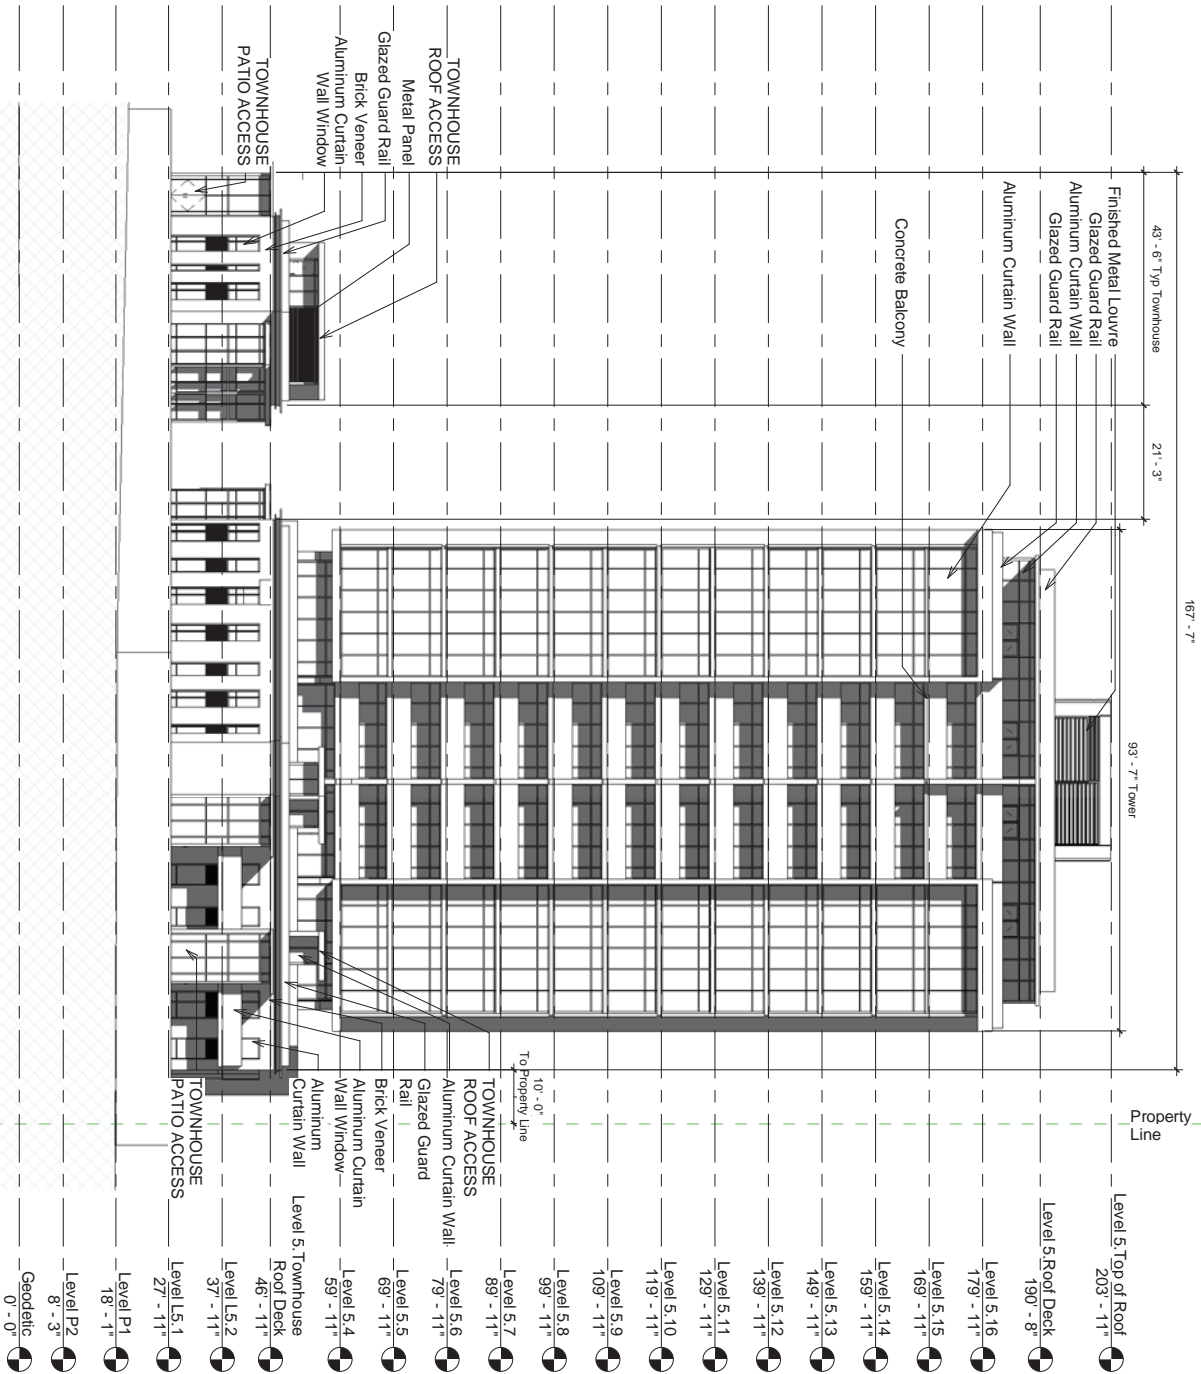 TOWNHOUSE
PATIO ACCESS
Aluminum Curtain
Wall Window
Brick Veneer
Glazed Guard Rail
Metal Panel
TOWNHOUSE
ROOF ACCESS
Concrete Balcony
Aluminum Curtain Wall
Glazed Guard Rail
Aluminum Curtain Wall
Glazed Guard Rail
Finished Metal Louvre
43' - 6" Typ Townhouse
21' - 3"
167' - 7"
93' - 7" Tower
10' - 0"
To Property Line
Property
Line
TOWNHOUSE
PATIO ACCESS
Aluminum
Curtain Wall
Aluminum Curtain
Wall Window
Brick Veneer
Glazed Guard
Rail
Aluminum Curtain Wall
TOWNHOUSE
ROOF ACCESS
Level 5.Top of Roof
203' - 11"
Level 5.Roof Deck
190' - 8"
Level 5.16
179' - 11"
Level 5.15
169' - 11"
Level 5.14
159' - 11"
Level 5.13
149' - 11"
Level 5.12
139' - 11"
Level 5.11
129' - 11"
Level 5.10
119' - 11"
Level 5.9
109' - 11"
Level 5.8
99' - 11"
Level 5.7
89' - 11"
Level 5.6
79' - 11"
Level 5.5
69' - 11"
Level 5.4
59' - 11"
Level 5.Townhouse
Roof Deck
46' - 11"
Level L5.2
37' - 11"
Level L5.1
27' - 11"
Level P1
18' - 1"
Level P2
8' - 3"
Geodetic
0' - 0"